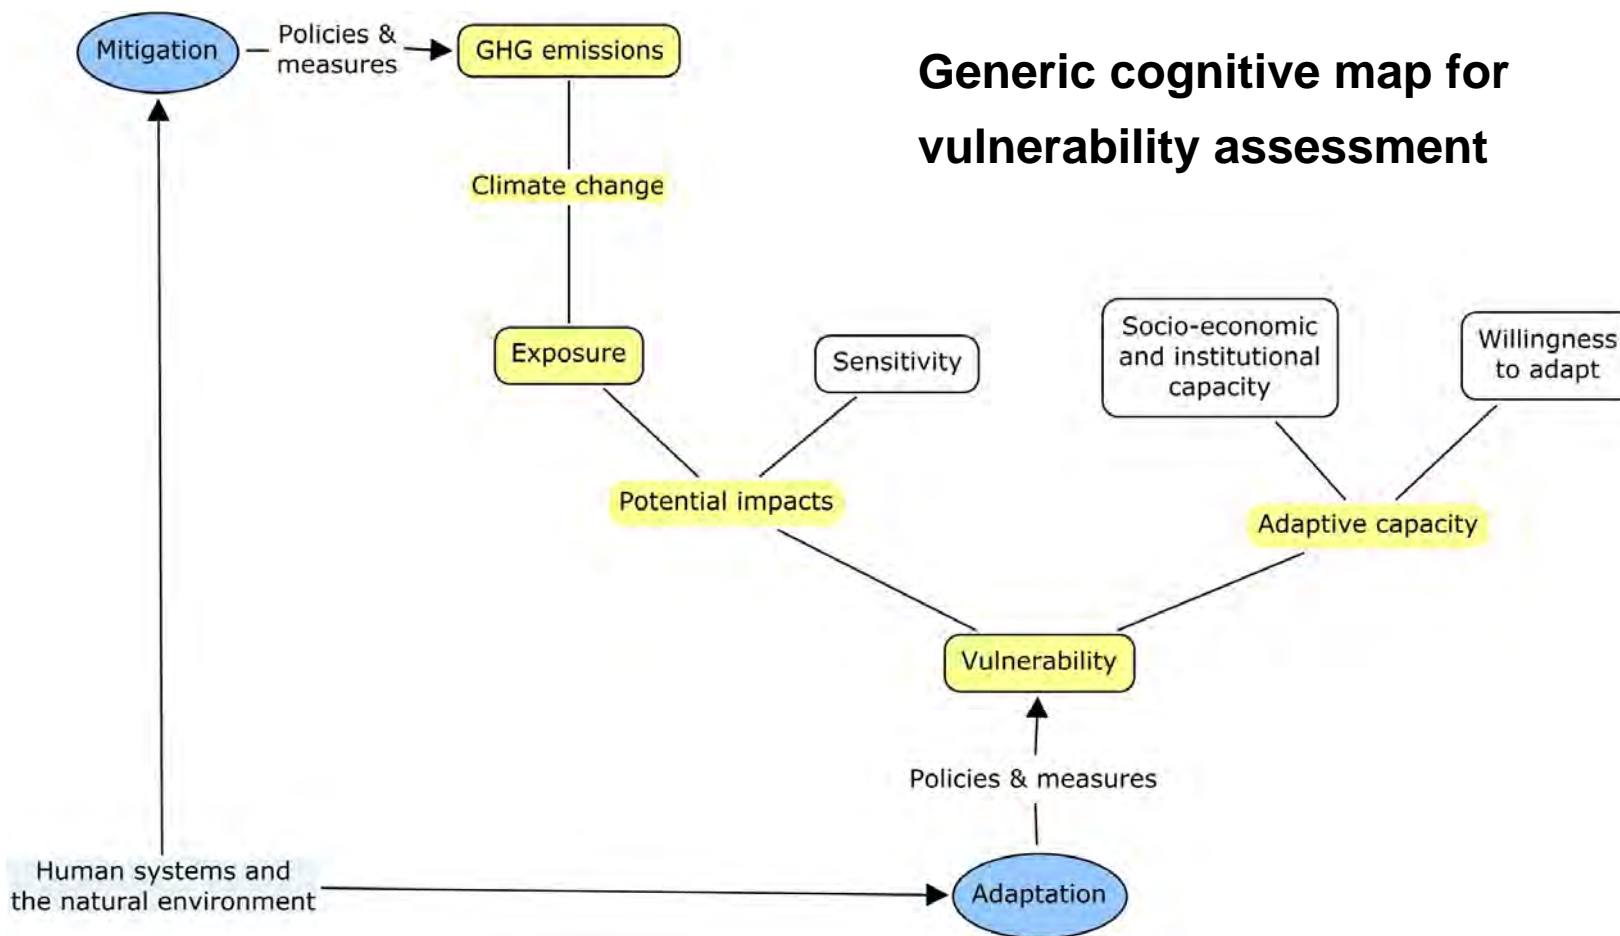 Mitigation
Policies &
measures
GHG emissions
Generic cognitive map for
vulnerability assessment
Climate change
Exposure
Sensitivity
Socio-economic
and institutional
capacity
Willingness
to adapt
Potential impacts
Adaptive capacity
Vulnerability
Policies & measures
Human systems and
the natural environment
Adaptation